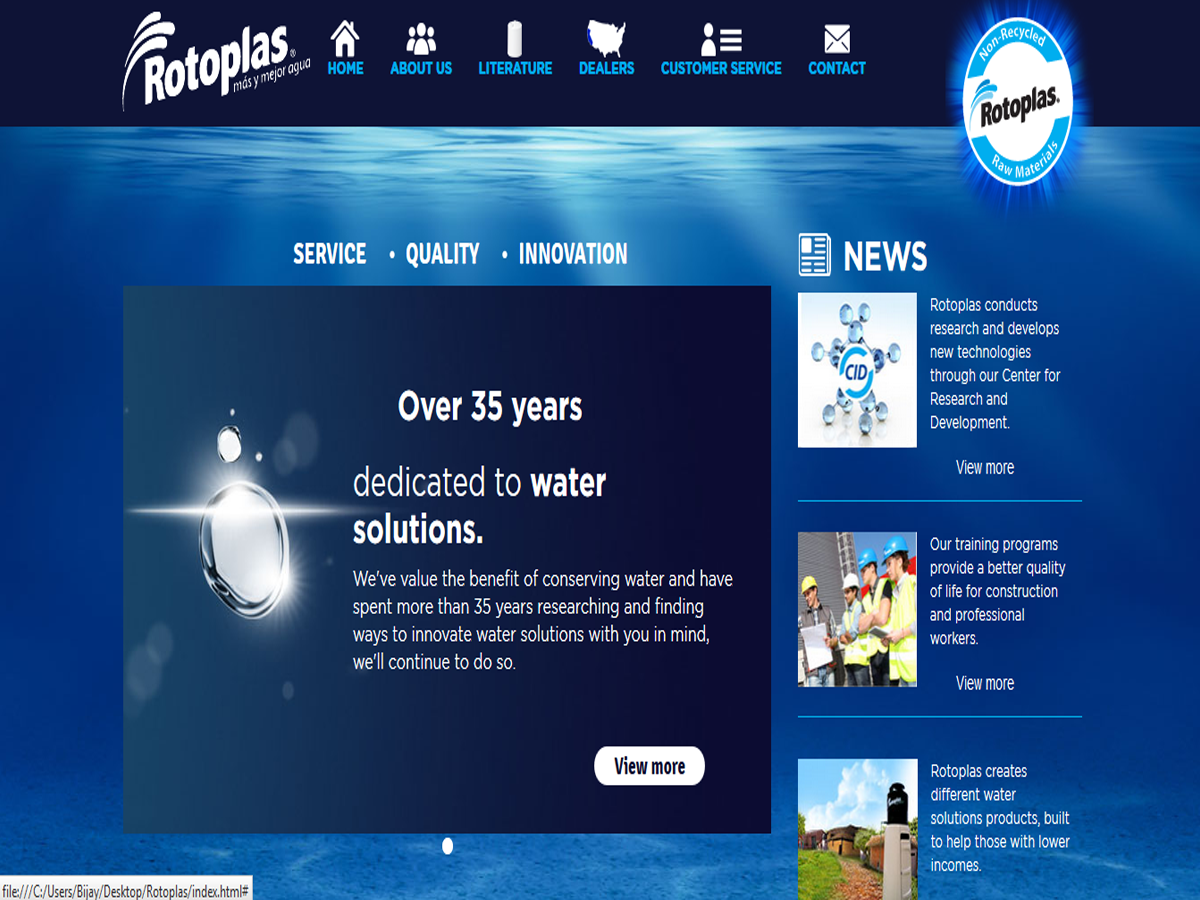 Rotoplas®
más y mejor agua
HOME
ABOUT US
LITERATURE
DEALERS
CUSTOMER SERVICE
CONTACT
Non-Recycled
Rotoplas.
Raw Materials
SERVICE • QUALITY • INNOVATION
Over 35 years
dedicated to water
solutions.
We've value the benefit of conserving water and have
spent more than 35 years researching and finding
ways to innovate water solutions with you in mind,
we'll continue to do so.
View more
NEWS
CID
Rotoplas conducts
research and develops
new technologies
through our Center for
Research and
Development.
View more
Our training programs
provide a better quality
of life for construction
and professional
workers.
View more
Rotoplas creates
different water
solutions products, built
to help those with lower
incomes.
file:///C:/Users/Bijay/Desktop/Rotoplas/index.html#